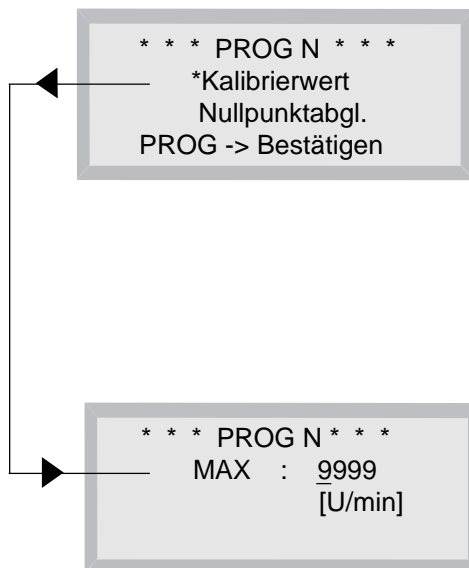 * * * PROG N * * *
*Kalibrierwert
Nullpunktabgl.
PROG -> Bestätigen
* * * PROG N * * *
MAX : 9999
[U/min]